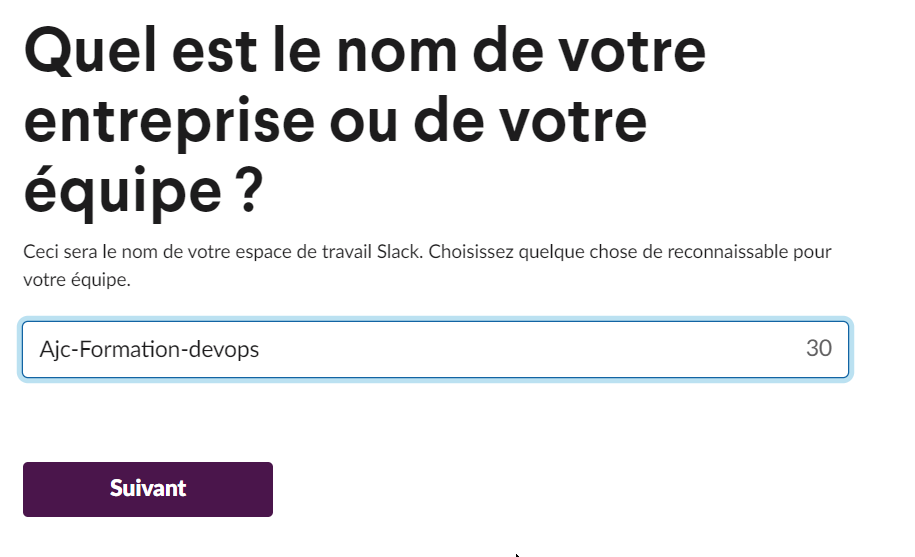 Quel est le nom de votre
entreprise ou de votre
équipe ?
Ceci sera le nom de votre espace de travail Slack. Choisissez quelque chose de reconnaissable pour
votre équipe.
Ajc-Formation-devops 30
Suivant